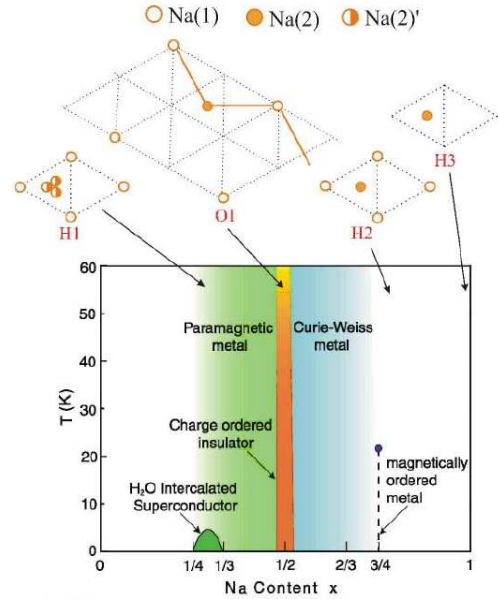 Na(1) Na(2) Na(2)'
H3
H1
O1
H2
60
50
40
30
20
10
0
T (K)
Paramagnetic
metal
Curie-Weiss
metal
Charge ordered
insulator
H₂O Intercalated
Superconductor
magnetically
ordered
metal
0 1/4 1/3 1/2 2/3 3/4 1
Na Content x